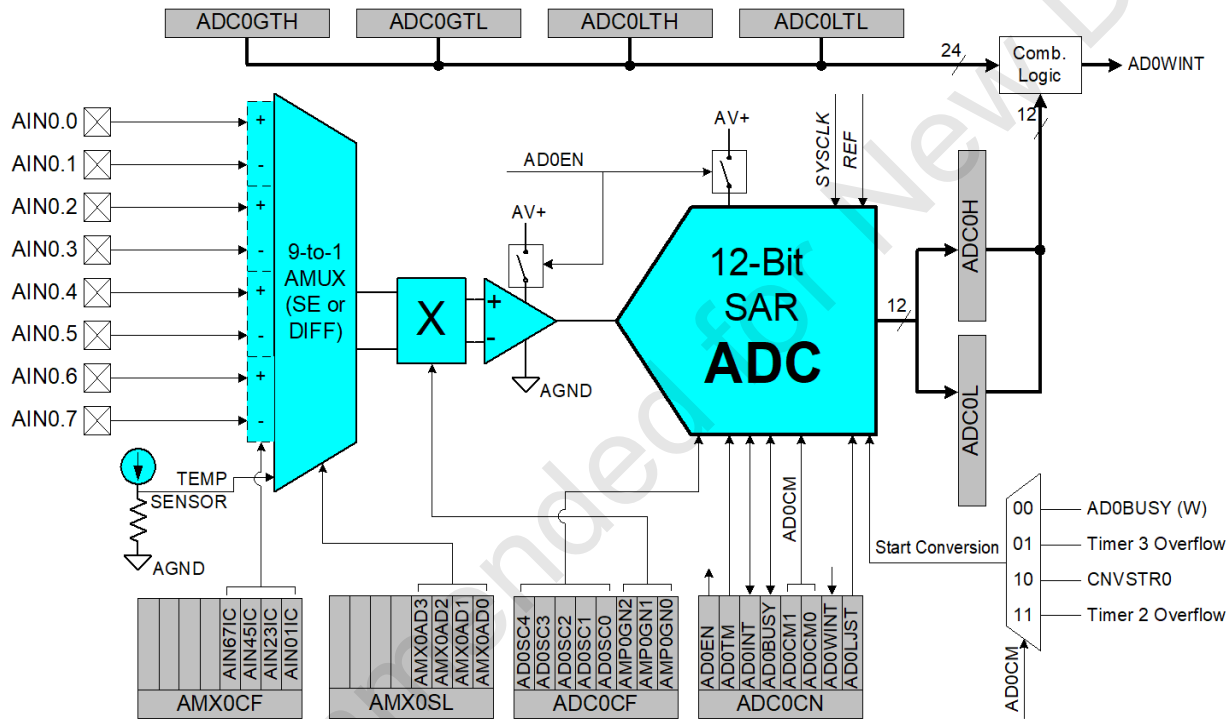 ADC0GTH
ADC0GTL
ADC0LTH
ADC0LTL
24
Comb.
Logic
AD0WINT
12
AIN0.0
AIN0.1
AIN0.2
AIN0.3
AIN0.4
AIN0.5
AIN0.6
AIN0.7
+
-
+
-
+
-
+
-
9-to-1
AMUX
(SE or
DIFF)
X
+
-
AV+
AGND
AD0EN
AV+
SYSCLK
REF
12-Bit
SAR
ADC
12
ADC0H
ADC0L
TEMP
SENSOR
AGND
Start Conversion
00
01
10
11
AD0BUSY (W)
Timer 3 Overflow
CNVSTR0
Timer 2 Overflow
AD0CM
AD0CM
AIN67IC
AIN45IC
AIN23IC
AIN01IC
AMX0CF
AMX0AD3
AMX0AD2
AMX0AD1
AMX0AD0
AMX0SL
AD0SC4
AD0SC3
AD0SC2
AD0SC1
AD0SC0
AMP0GN2
AMP0GN1
AMP0GN0
ADC0CF
AD0EN
AD0TM
AD0INT
AD0BUSY
AD0CM1
AD0CM0
AD0WINT
AD0LJST
ADC0CN
mended for New D